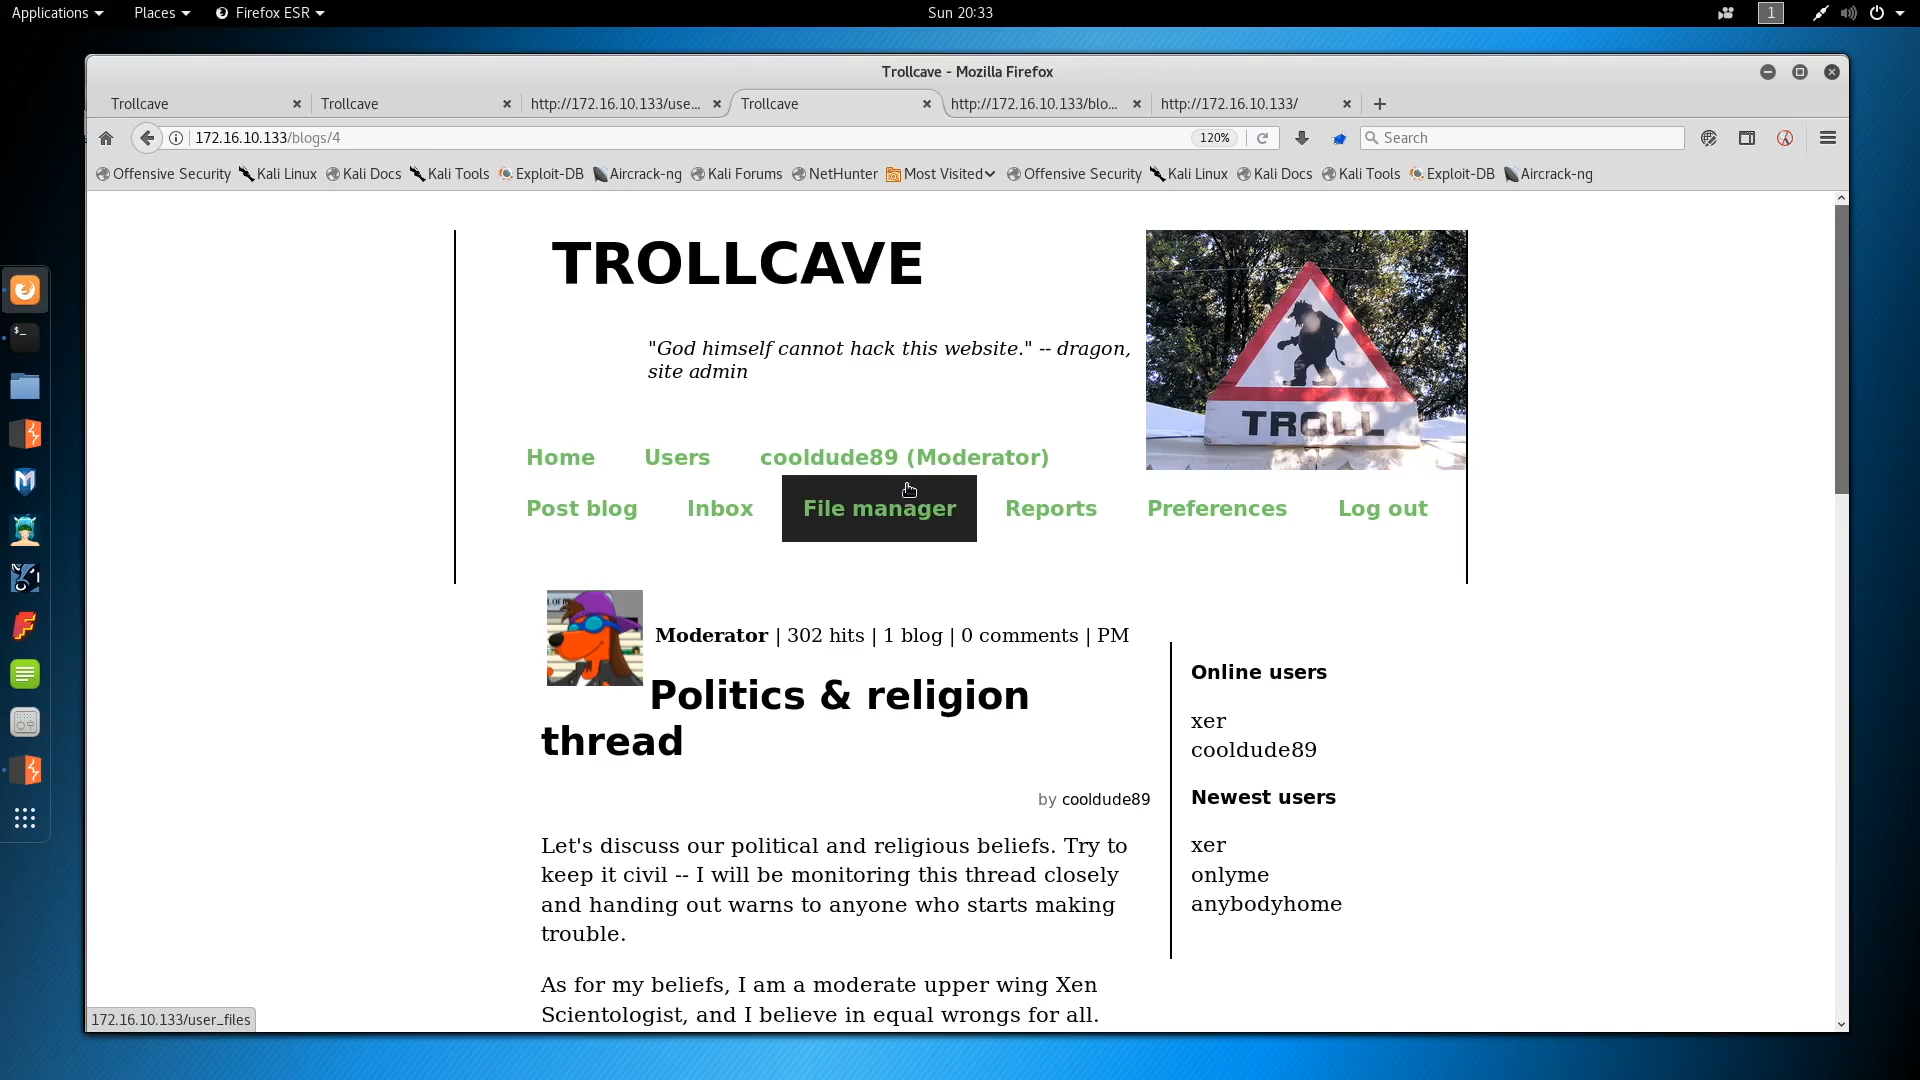 Applications Places Firefox ESR Sun 20:33 1
Trollcave - Mozilla Firefox
Trollcave Trollcave http://172.16.10.133/use... Trollcave http://172.16.10.133/blo... http://172.16.10.133/
172.16.10.133/blogs/4 120% Search
Offensive Security Kali Linux Kali Docs Kali Tools Exploit-DB Aircrack-ng Kali Forums NetHunter Most Visited Offensive Security Kali Linux Kali Docs Kali Tools Exploit-DB Aircrack-ng
TROLLCAVE
"God himself cannot hack this website." -- dragon,
site admin
TROLL
Home Users cooldude89 (Moderator)
Post blog Inbox File manager Reports Preferences Log out
Moderator | 302 hits | 1 blog | 0 comments | PM
Politics & religion
thread
by cooldude89
Let's discuss our political and religious beliefs. Try to
keep it civil -- I will be monitoring this thread closely
and handing out warns to anyone who starts making
trouble.
As for my beliefs, I am a moderate upper wing Xen
Scientologist, and I believe in equal wrongs for all.
Online users
xer
cooldude89
Newest users
xer
onlyme
anybodyhome
172.16.10.133/user_files